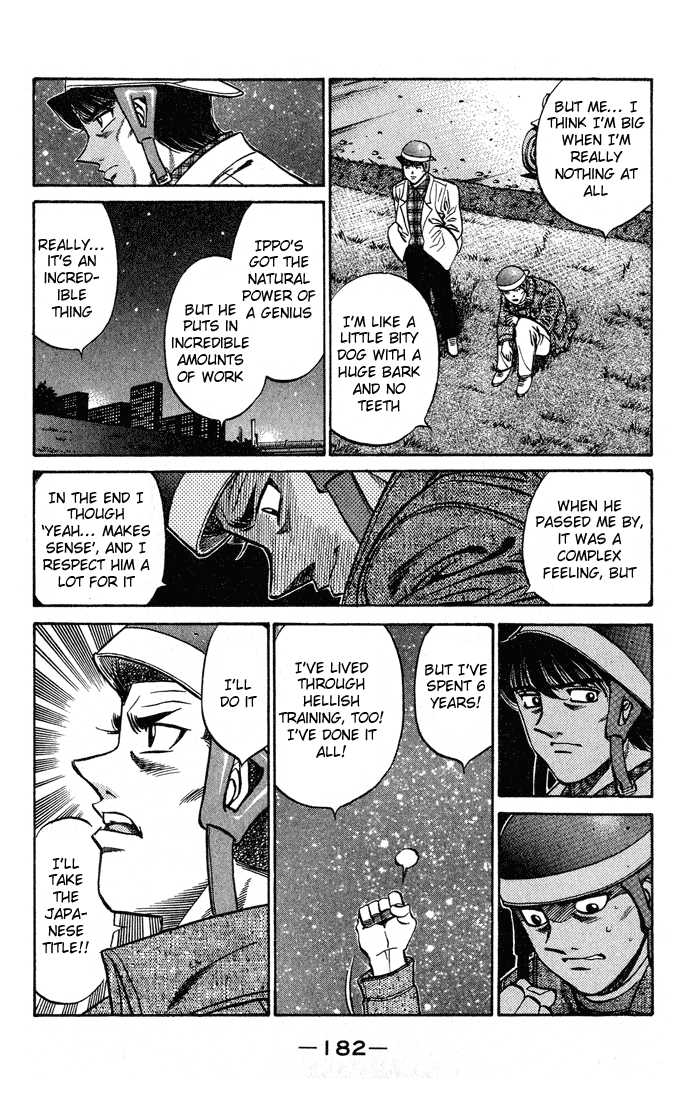 BUT ME... I
THINK I'M BIG
WHEN I'M
REALLY
NOTHING AT
ALL
I'M LIKE A
LITTLE BITY
DOG WITH A
HUGE BARK
AND NO
TEETH
IPPO'S
GOT THE
NATURAL
POWER OF
A GENIUS
BUT HE
PUTS IN
INCREDIBLE
AMOUNTS
OF WORK
REALLY...
IT'S AN
INCRED-
IBLE
THING
WHEN HE
PASSED ME BY,
IT WAS A
COMPLEX
FEELING, BUT
IN THE END I
THOUGH
'YEAH... MAKES
SENSE', AND I
RESPECT HIM A
LOT FOR IT
BUT I'VE
SPENT 6
YEARS!
I'VE LIVED
THROUGH
HELLISH
TRAINING, TOO!
I'VE DONE IT
ALL!
I'LL
DO IT
I'LL
TAKE
THE
JAPA-
NESE
TITLE!!
—182—